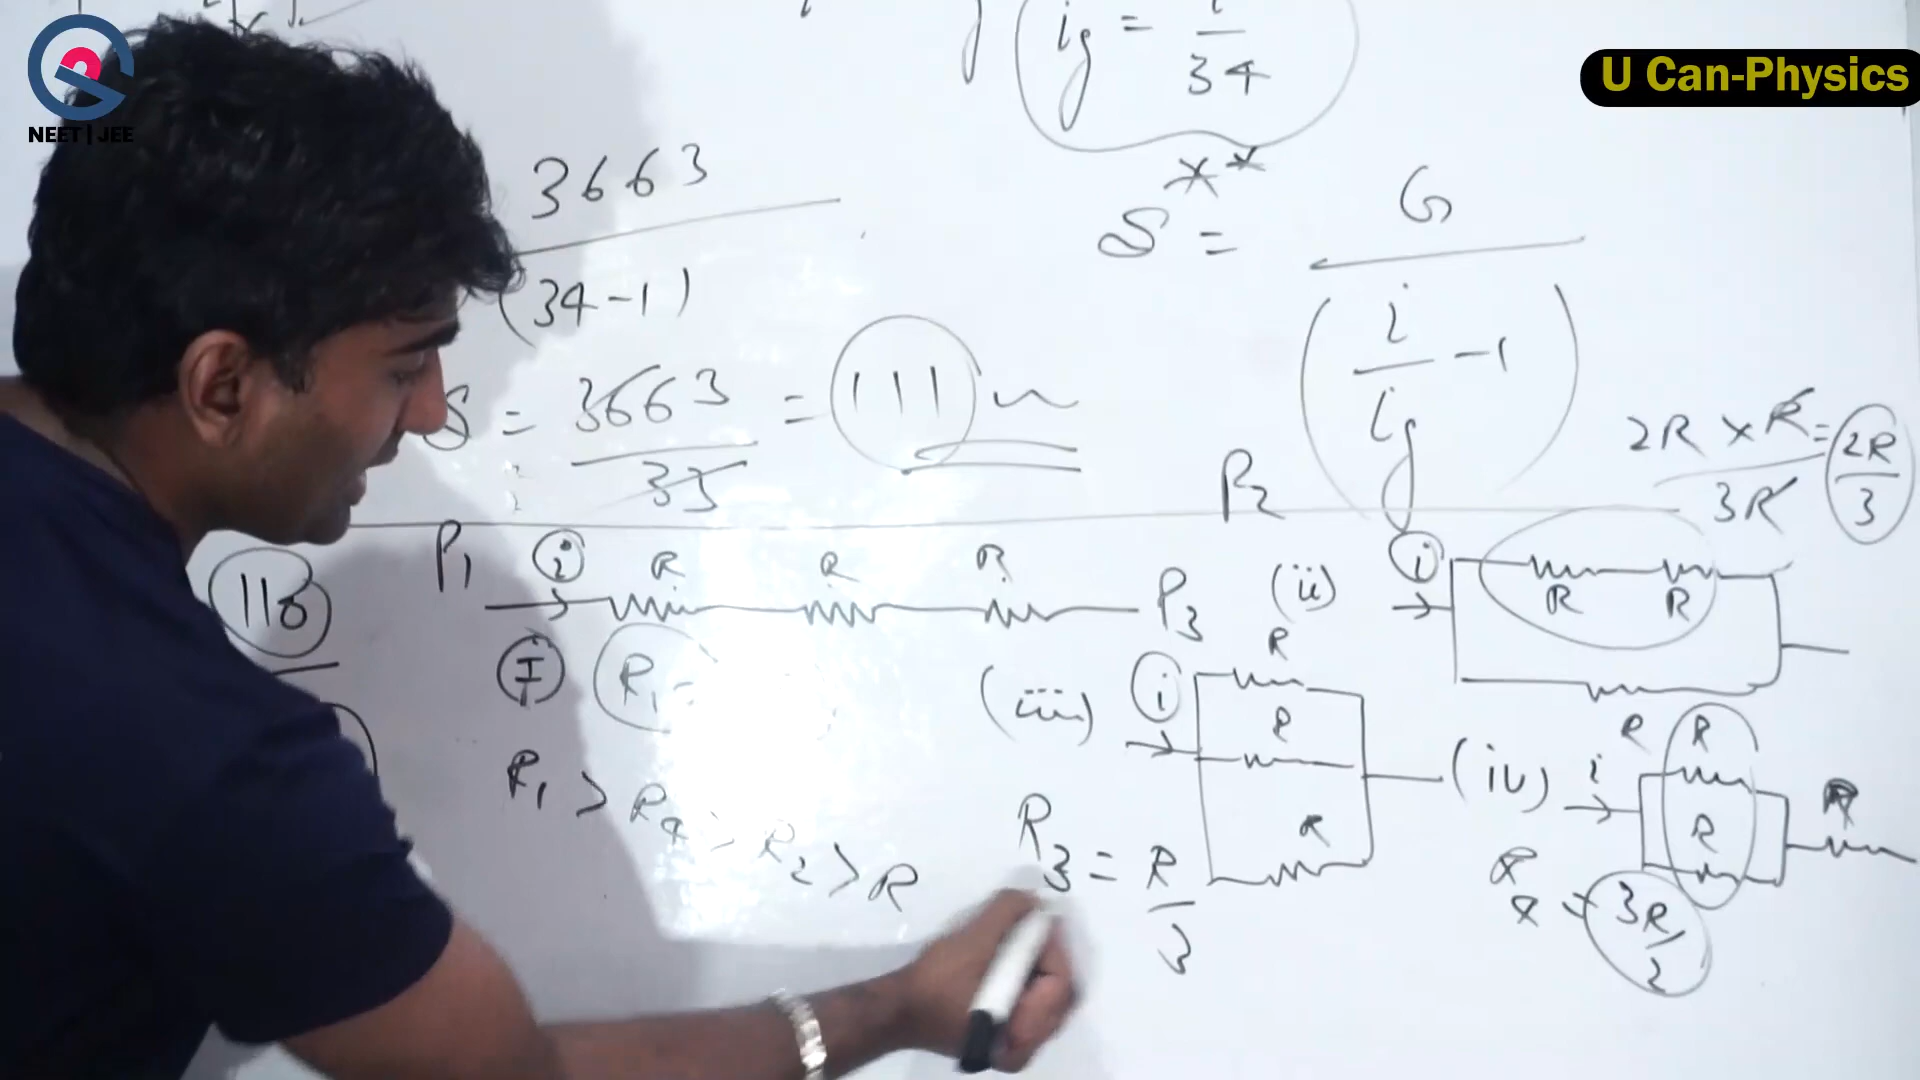 NEET | JEE
U Can-Physics
ig = i/34
3663
(34-1)
**
S = G/(i/ig - 1)
S = 3663/33 = 111
2R x R/3R = 2R/3
P1
P2
118
i R R R
P3
(ii) i
R R
R
I
R1 =
(iii) i
R
R
R
(iv) i
R
R
R
R1 > R4 > R2 > R
R3 = R/3
R4 = 3R/2